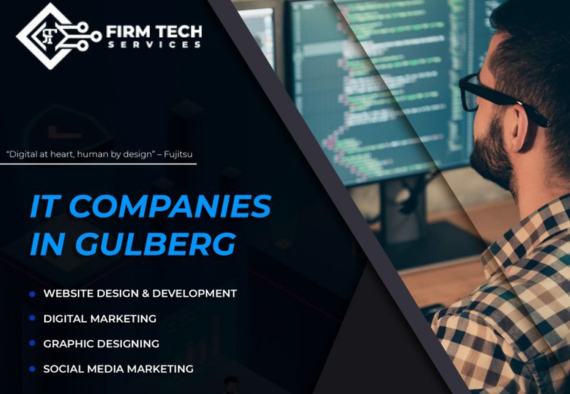 FIRM TECH
SERVICES
"Digital at heart, human by design" – Fujitsu
IT COMPANIES
IN GULBERG
WEBSITE DESIGN & DEVELOPMENT
DIGITAL MARKETING
GRAPHIC DESIGNING
SOCIAL MEDIA MARKETING